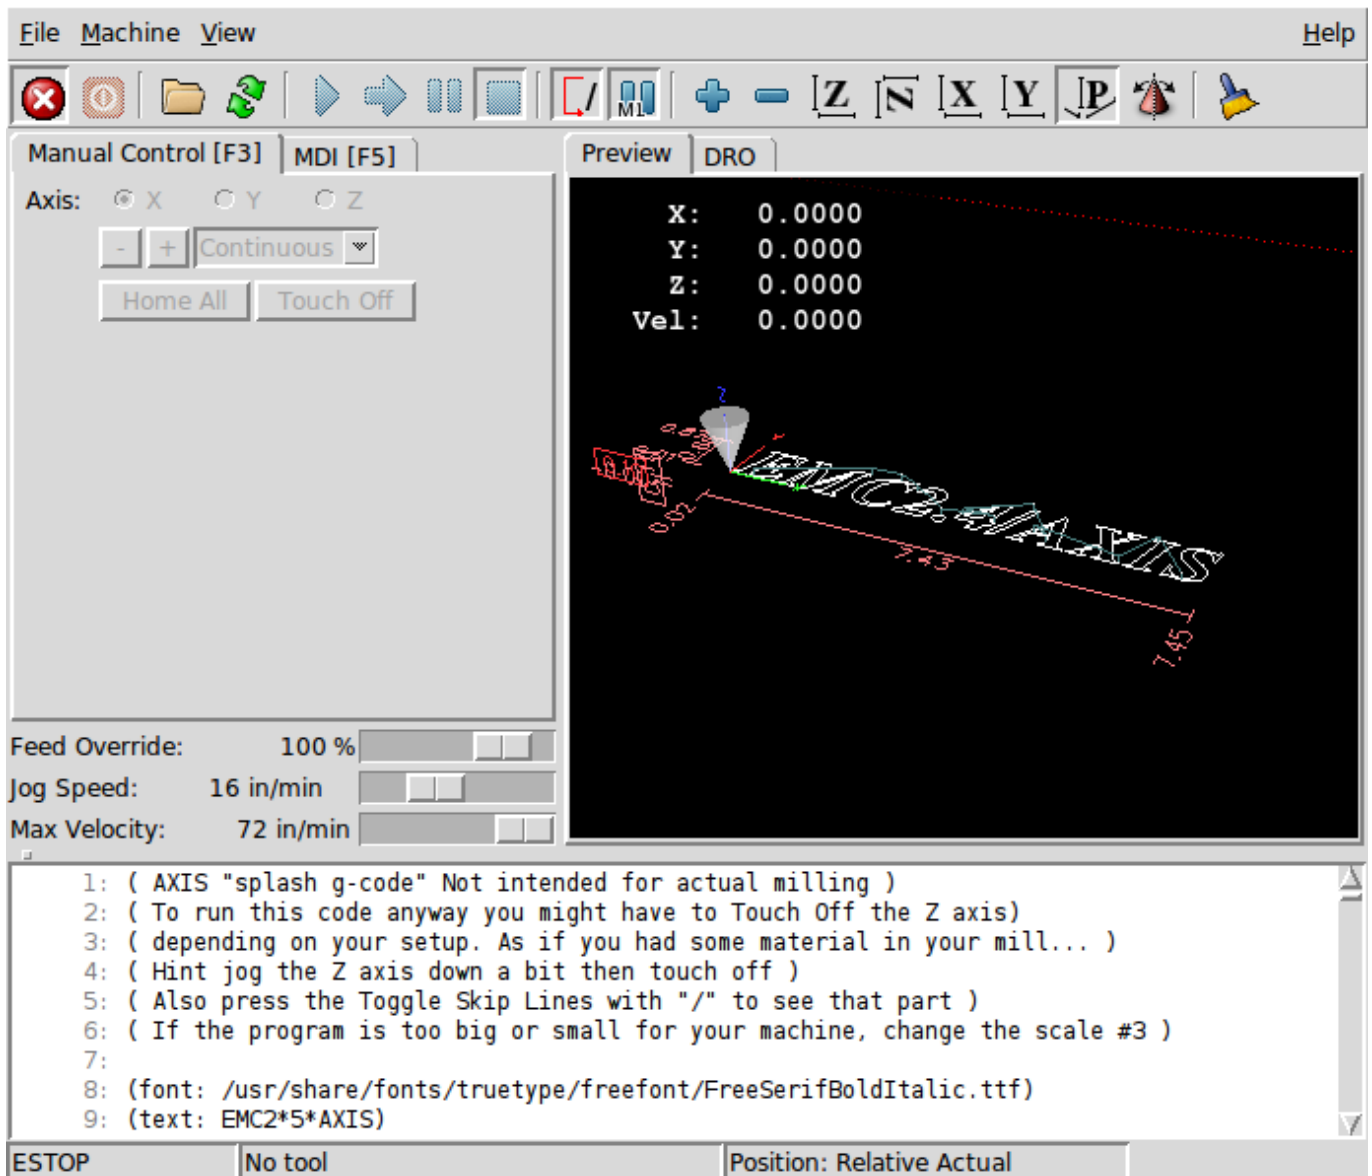 File Machine View Help
M1 Z N X Y P
Manual Control [F3] MDI [F5] Preview DRO
Axis: X Y Z
- + Continuous
Home All Touch Off
X: 0.0000
Y: 0.0000
Z: 0.0000
Vel: 0.0000
Z
EMC2.4/AXIS
0.02
7.43
7.45
Feed Override: 100 %
Jog Speed: 16 in/min
Max Velocity: 72 in/min
1: ( AXIS "splash g-code" Not intended for actual milling )
2: ( To run this code anyway you might have to Touch Off the Z axis)
3: ( depending on your setup. As if you had some material in your mill... )
4: ( Hint jog the Z axis down a bit then touch off )
5: ( Also press the Toggle Skip Lines with "/" to see that part )
6: ( If the program is too big or small for your machine, change the scale #3 )
7:
8: (font: /usr/share/fonts/truetype/freefont/FreeSerifBoldItalic.ttf)
9: (text: EMC2*5*AXIS)
ESTOP No tool Position: Relative Actual